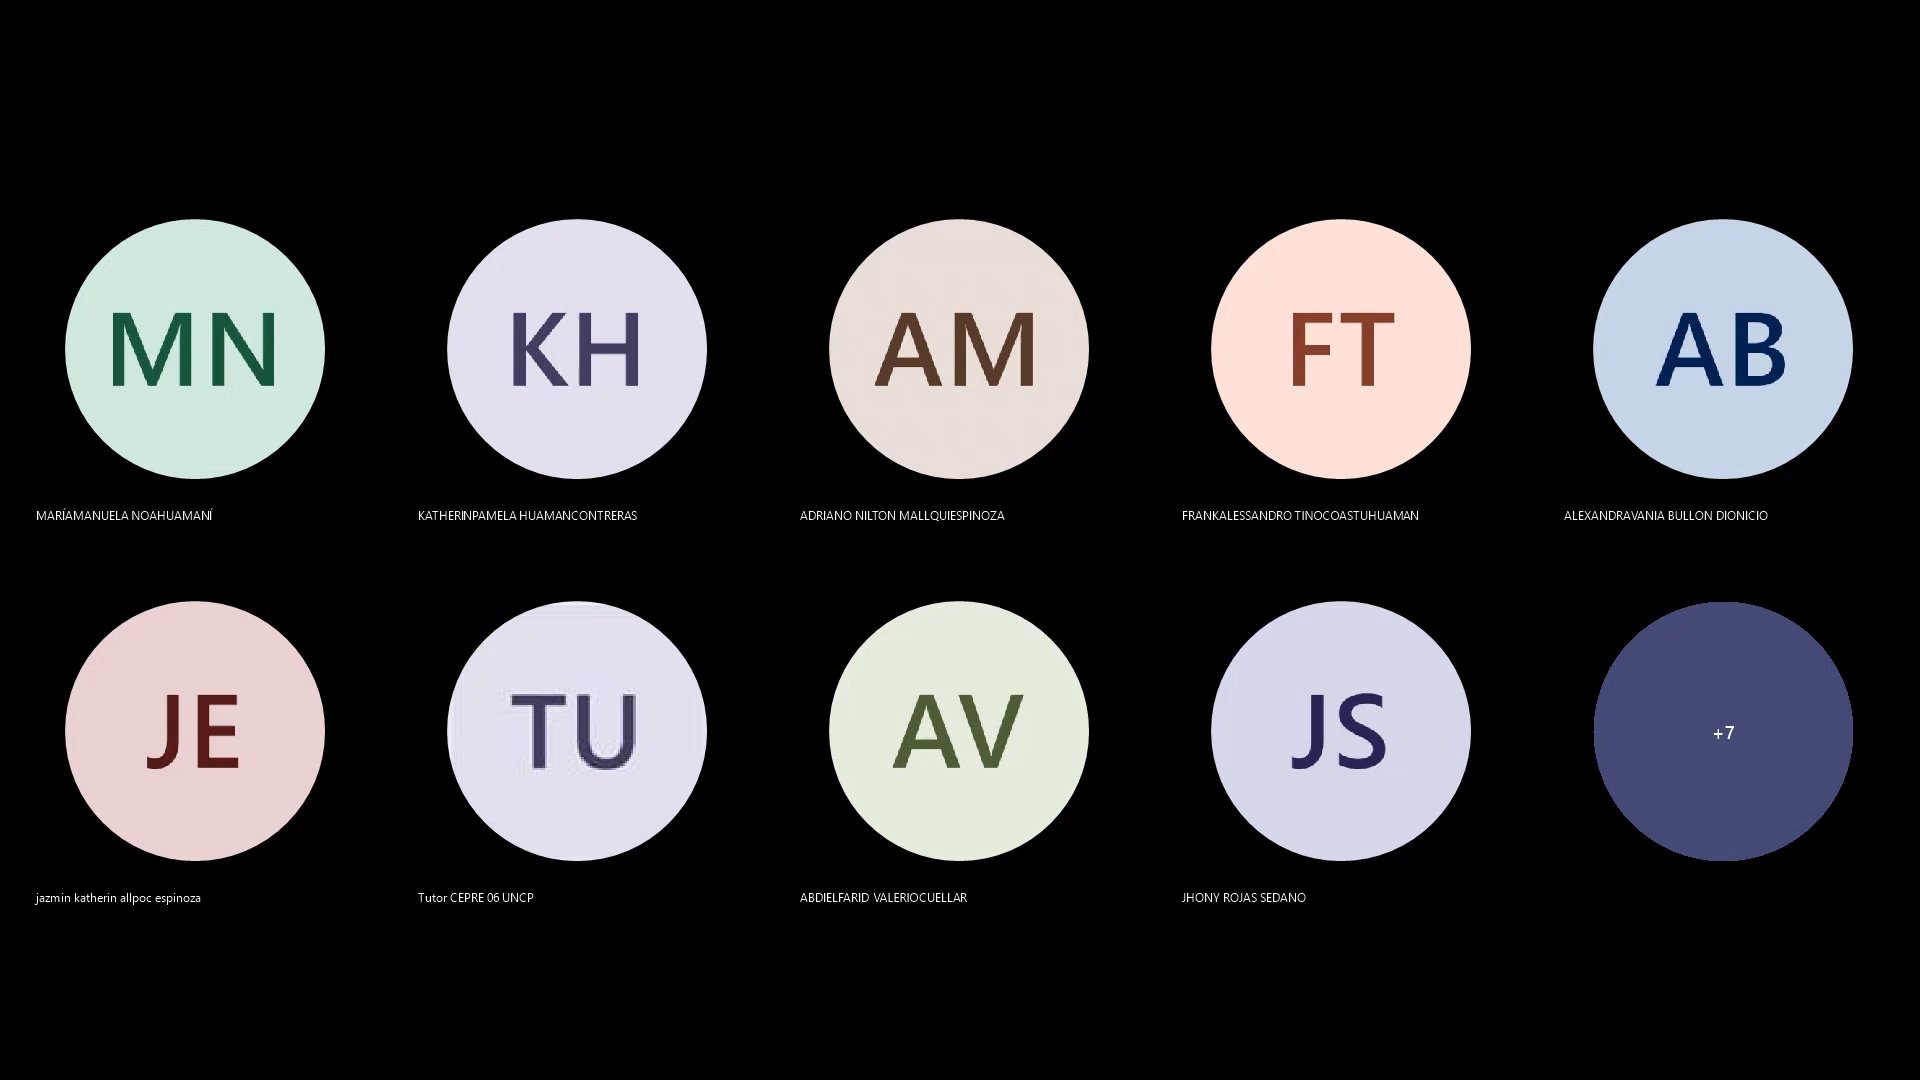 MN
KH
AM
FT
AB
MARÍAMANUELA NOAHUAMANÍ
KATHERINPAMELA HUAMANCONTRERAS
ADRIANO NILTON MALLQUIESPINOZA
FRANKALESSANDRO TINOCOASTUHUAMAN
ALEXANDRAVANIA BULLON DIONICIO
JE
TU
AV
JS
+7
jazmin katherin allpoc espinoza
Tutor CEPRE 06 UNCP
ABDIELFARID VALERIOCUELLAR
JHONY ROJAS SEDANO